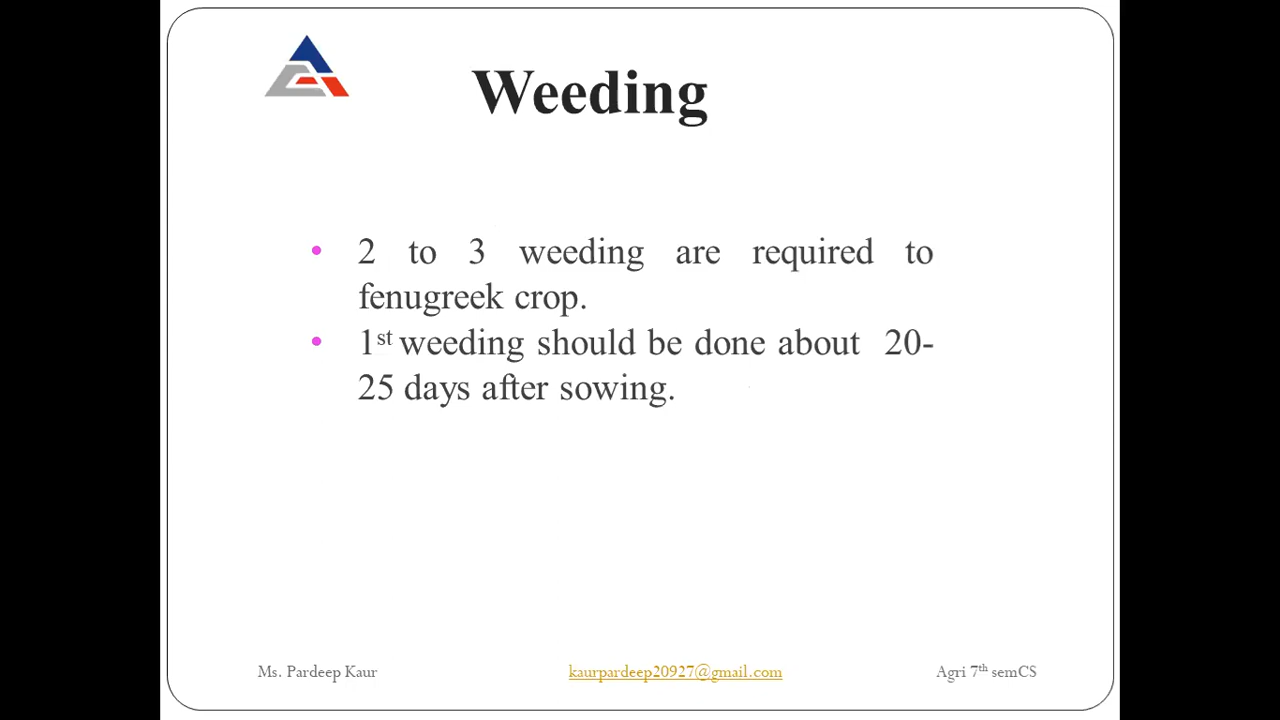 Weeding
• 2 to 3 weeding are required to
fenugreek crop.
• 1st weeding should be done about 20-
25 days after sowing.
Ms. Pardeep Kaur
kaurpardeep20927@gmail.com
Agri 7th semCS